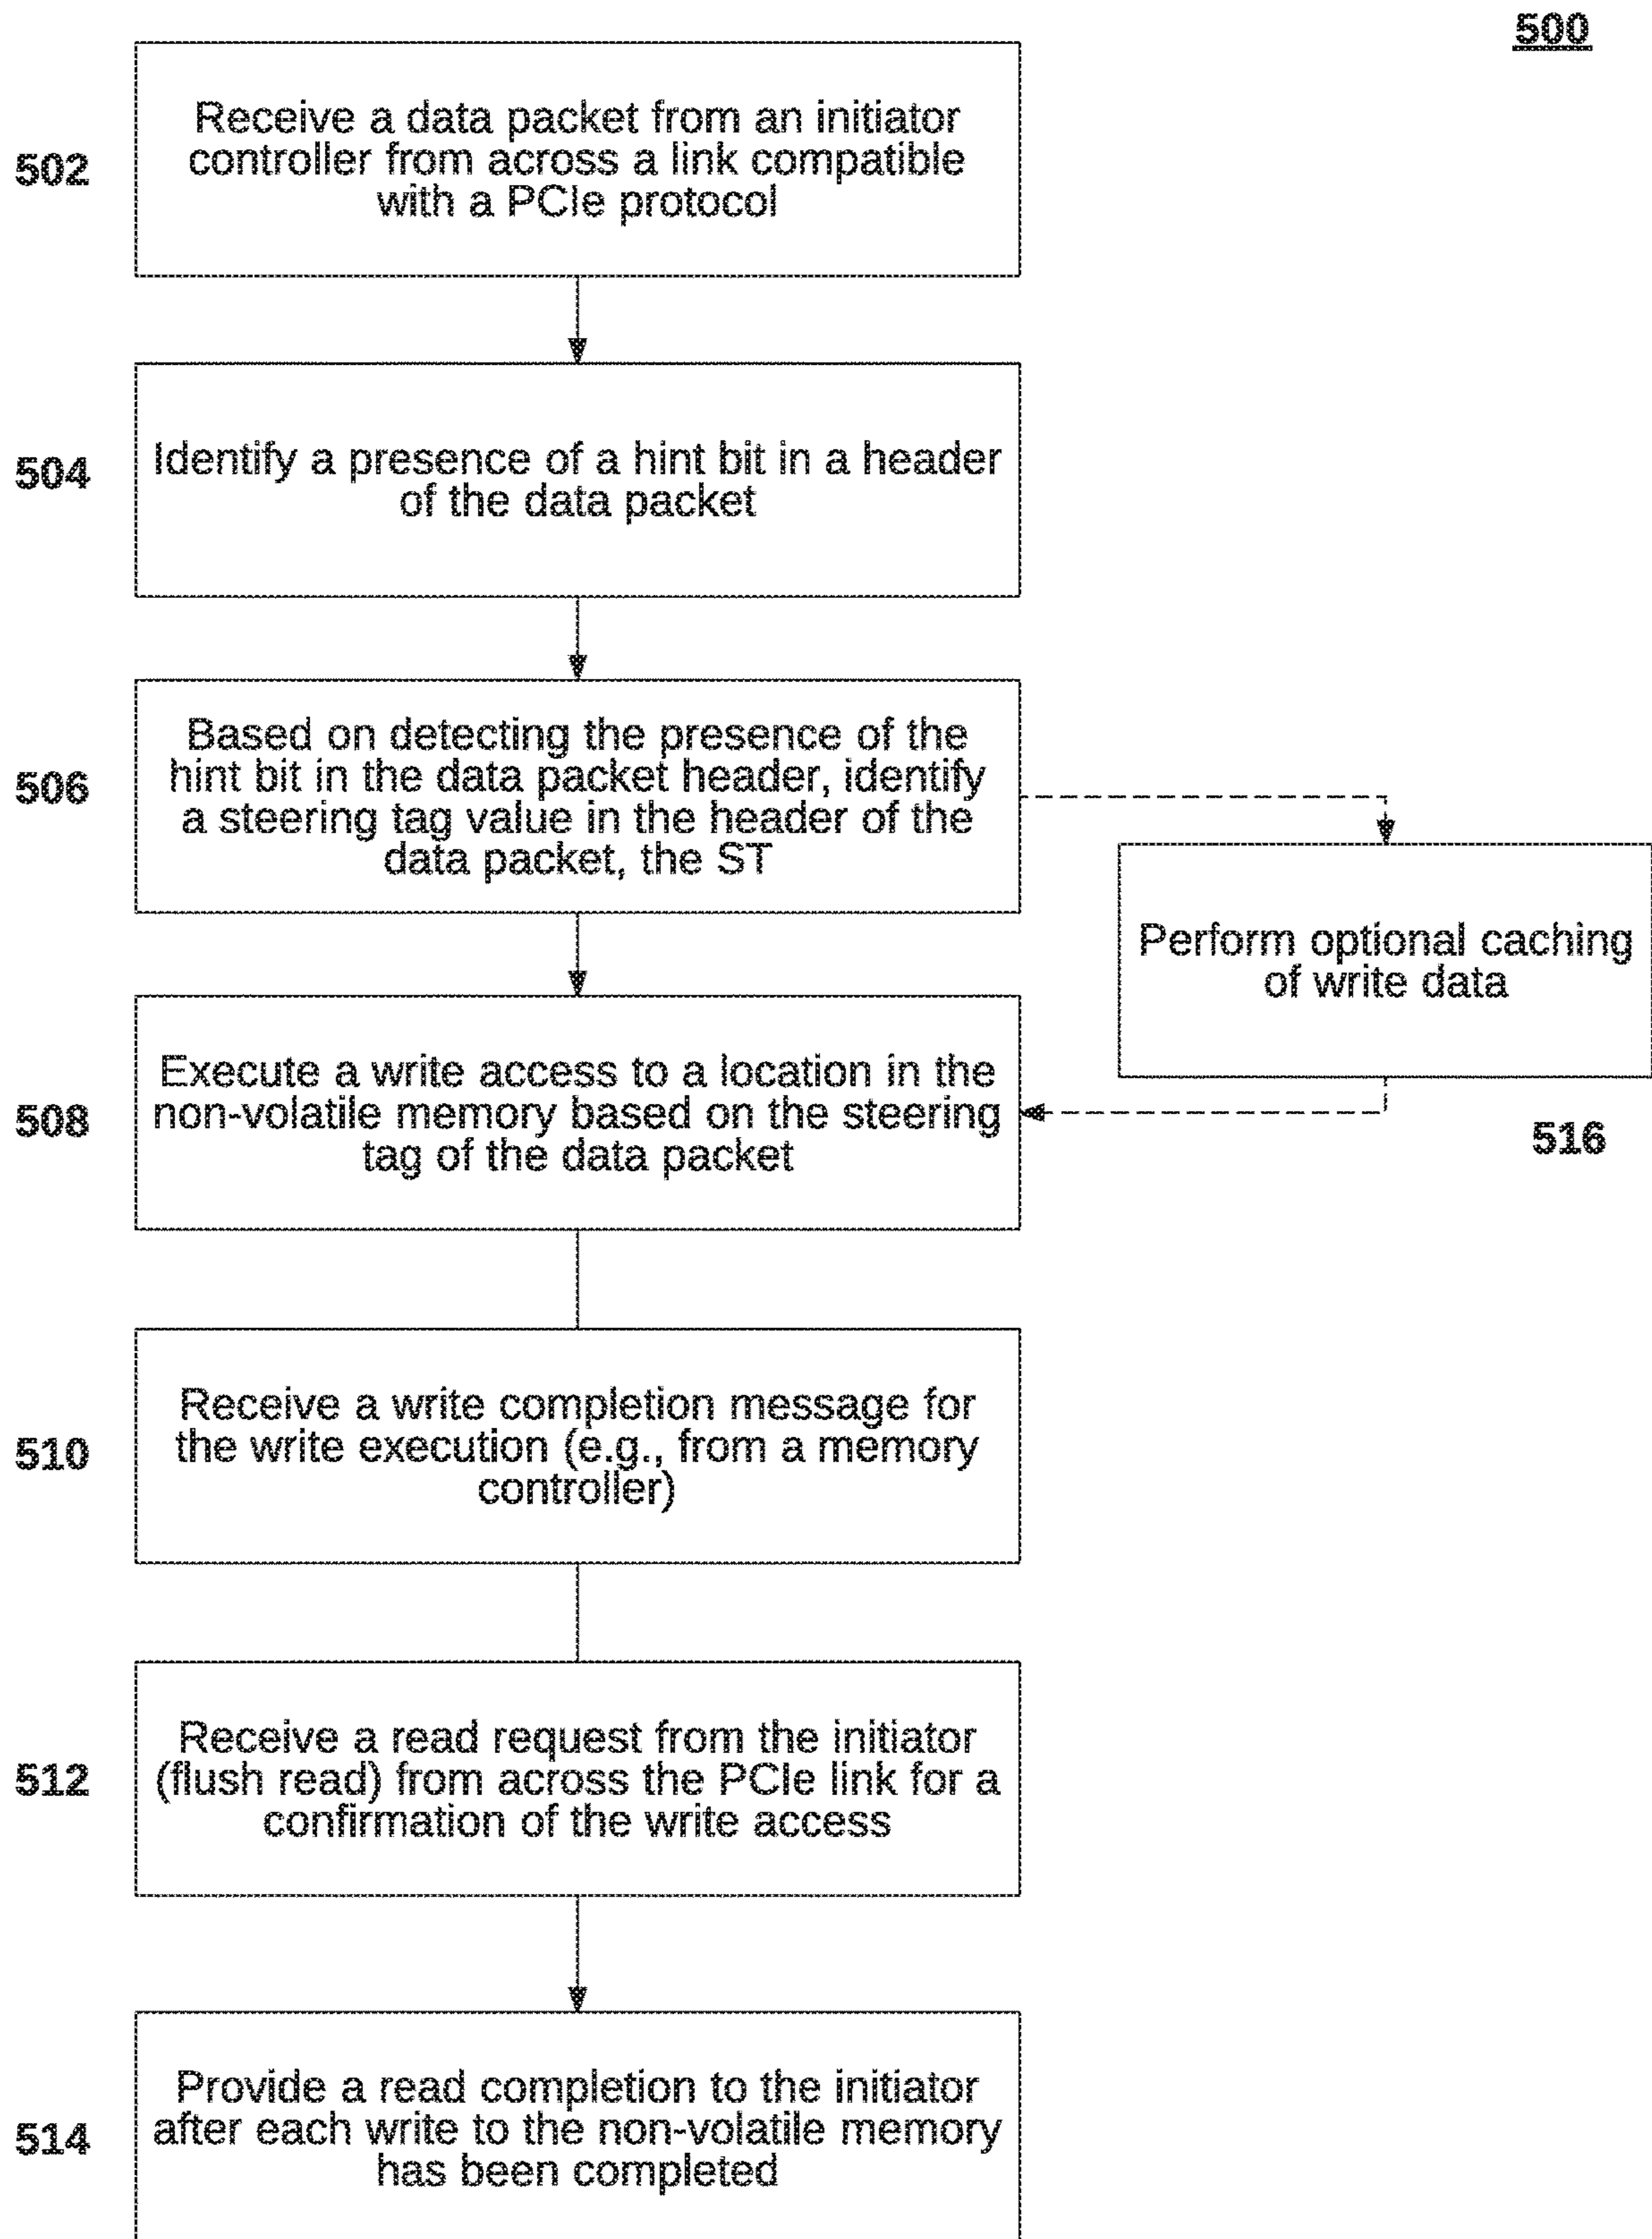 500
502
Receive a data packet from an initiator
controller from across a link compatible
with a PCIe protocol
504
Identify a presence of a hint bit in a header
of the data packet
506
Based on detecting the presence of the
hint bit in the data packet header, identify
a steering tag value in the header of the
data packet, the ST
Perform optional caching
of write data
516
508
Execute a write access to a location in the
non-volatile memory based on the steering
tag of the data packet
510
Receive a write completion message for
the write execution (e.g., from a memory
controller)
512
Receive a read request from the initiator
(flush read) from across the PCIe link for a
confirmation of the write access
514
Provide a read completion to the initiator
after each write to the non-volatile memory
has been completed